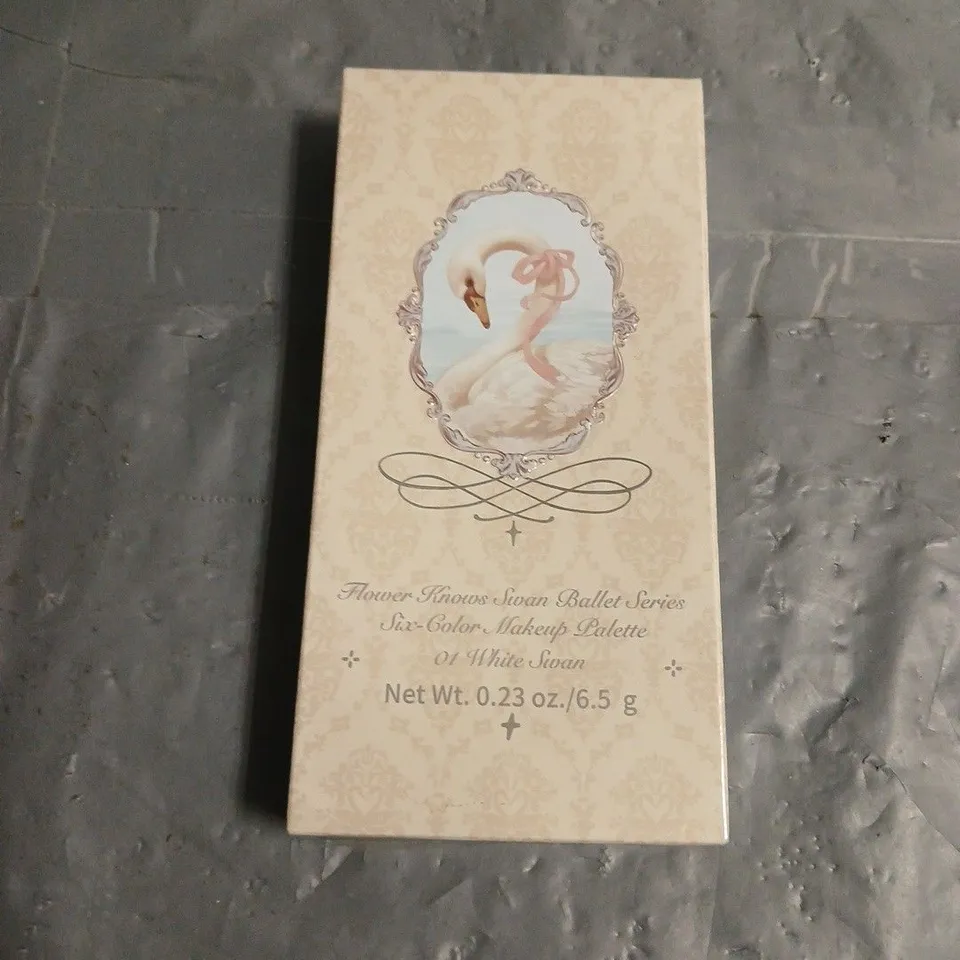 Flower Knows Swan Ballet Series
Six-Color Makeup Palette
01 White Swan
Net Wt. 0.23 oz./6.5 g